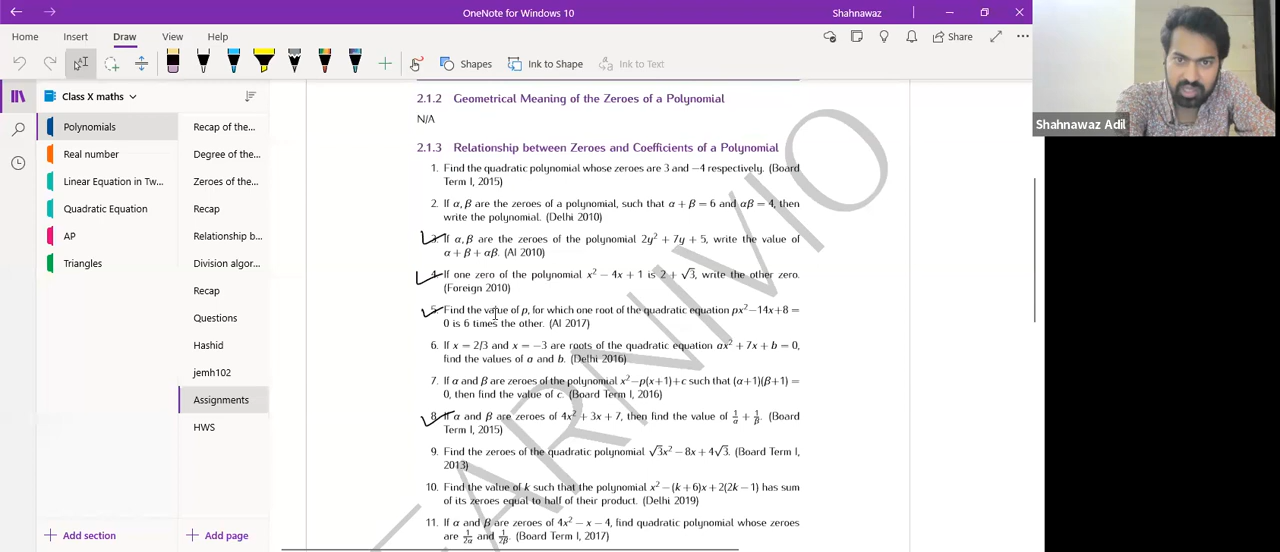 OneNote for Windows 10
Shahnawaz
Home Insert Draw View Help
Share
Shapes
Ink to Shape
Ink to Text
Class X maths
Polynomials
Real number
Linear Equation in Tw...
Quadratic Equation
AP
Triangles
Add section
Recap of the...
Degree of the...
Zeroes of the...
Recap
Relationship b...
Division algor...
Recap
Questions
Hashid
jemh102
Assignments
HWS
Add page
2.1.2 Geometrical Meaning of the Zeroes of a Polynomial
N/A
2.1.3 Relationship between Zeroes and Coefficients of a Polynomial
1. Find the quadratic polynomial whose zeroes are 3 and −4 respectively. (Board
Term I, 2015)
2. If α, β are the zeroes of a polynomial, such that α + β = 6 and αβ = 4, then
write the polynomial. (Delhi 2010)
3. If α, β are the zeroes of the polynomial 2y² + 7y + 5, write the value of
α + β + αβ. (AI 2010)
4. If one zero of the polynomial x² − 4x + 1 is 2 + √3, write the other zero.
(Foreign 2010)
5. Find the value of p, for which one root of the quadratic equation px² −14x+8 =
0 is 6 times the other. (AI 2017)
6. If x = 2/3 and x = −3 are roots of the quadratic equation ax² + 7x + b = 0,
find the values of a and b. (Delhi 2016)
7. If α and β are zeroes of the polynomial x² −p(x+1)+c such that (α+1)(β+1) =
0, then find the value of c. (Board Term I, 2016)
8. If α and β are zeroes of 4x² + 3x + 7, then find the value of 1/α + 1/β. (Board
Term I, 2015)
9. Find the zeroes of the quadratic polynomial √3x² − 8x + 4√3. (Board Term I,
2013)
10. Find the value of k such that the polynomial x² −(k +6)x +2(2k −1) has sum
of its zeroes equal to half of their product. (Delhi 2019)
11. If α and β are zeroes of 4x² − x − 4, find quadratic polynomial whose zeroes
are 1/2α and 1/2β. (Board Term I, 2017)
LEARNIVIO
Shahnawaz Adil